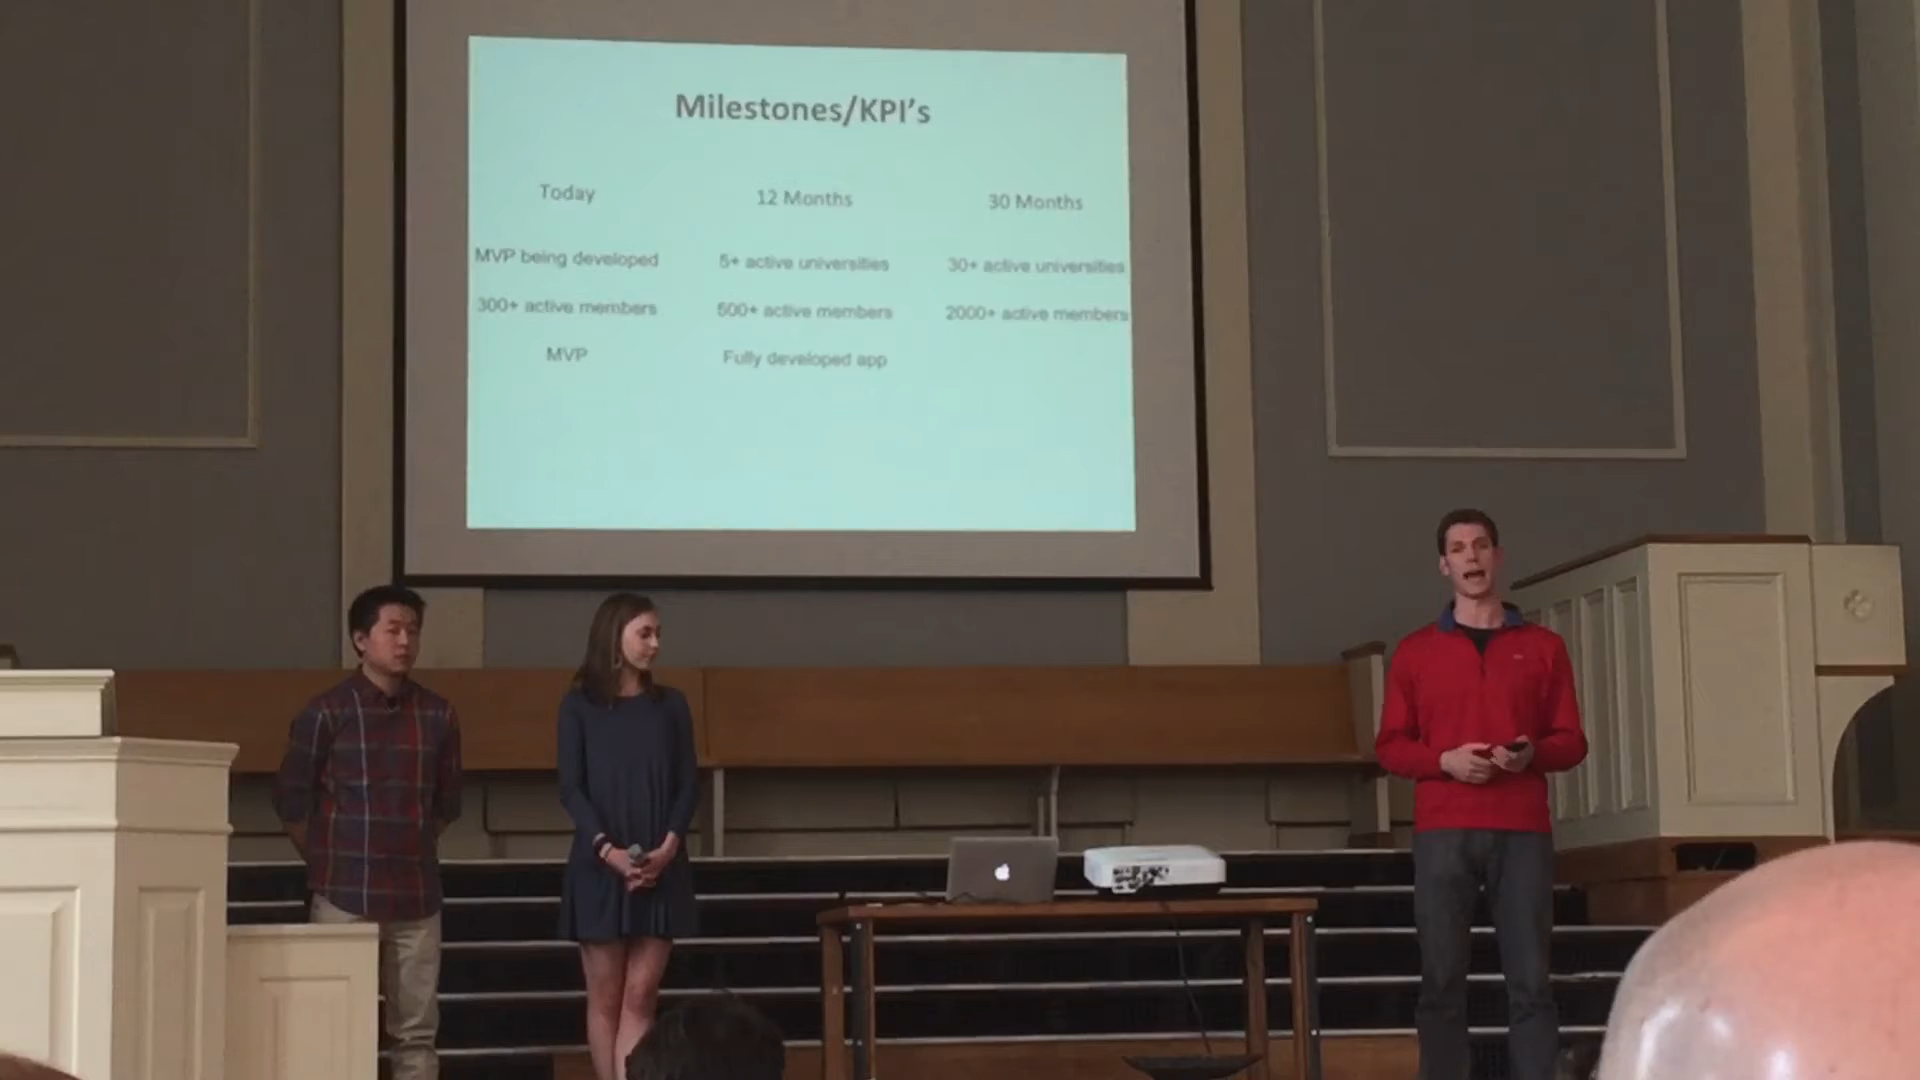 Milestones/KPI's
Today 12 Months 30 Months
MVP being developed 5+ active universities 30+ active universities
300+ active members 500+ active members 2000+ active members
MVP Fully developed app